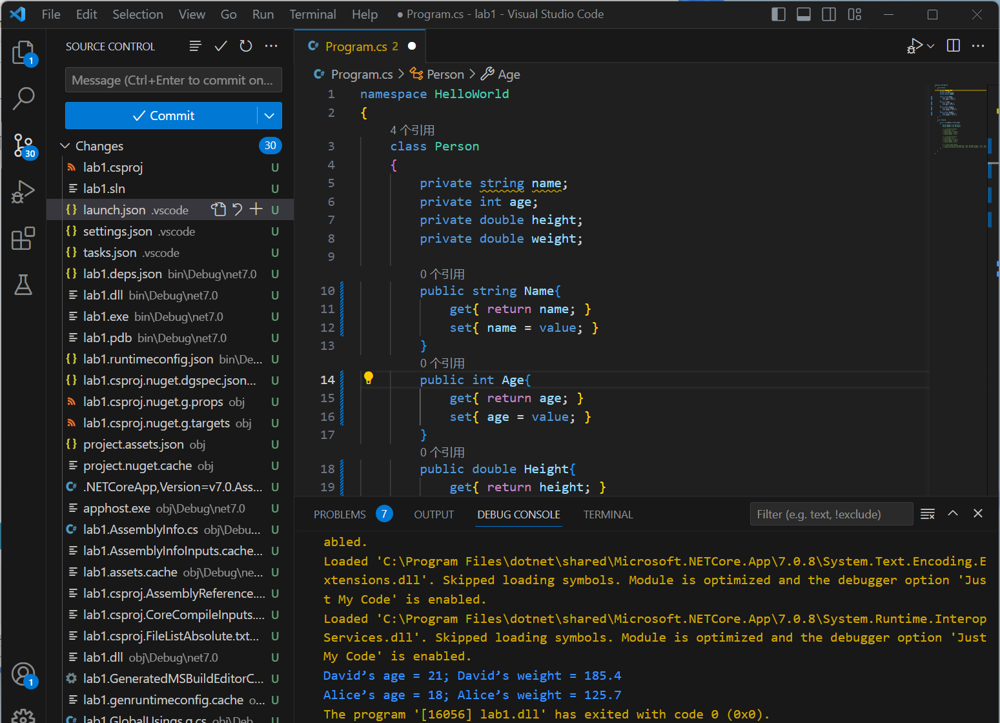 File Edit Selection View Go Run Terminal Help ● Program.cs - lab1 - Visual Studio Code
1
30
1
SOURCE CONTROL
Message (Ctrl+Enter to commit on...
Commit
Changes 30
lab1.csproj U
lab1.sln U
launch.json .vscode U
settings.json .vscode U
tasks.json .vscode U
lab1.deps.json bin\Debug\net7.0 U
lab1.dll bin\Debug\net7.0 U
lab1.exe bin\Debug\net7.0 U
lab1.pdb bin\Debug\net7.0 U
lab1.runtimeconfig.json bin\De... U
lab1.csproj.nuget.dgspec.json... U
lab1.csproj.nuget.g.props obj U
lab1.csproj.nuget.g.targets obj U
project.assets.json obj U
project.nuget.cache obj U
C# .NETCoreApp,Version=v7.0.Ass... U
apphost.exe obj\Debug\net7.0 U
C# lab1.AssemblyInfo.cs obj\Debu... U
lab1.AssemblyInfoInputs.cache... U
lab1.assets.cache obj\Debug\ne... U
lab1.csproj.AssemblyReference.... U
lab1.csproj.CoreCompileInputs.... U
lab1.csproj.FileListAbsolute.txt... U
lab1.dll obj\Debug\net7.0 U
lab1.GeneratedMSBuildEditorC... U
lab1.genruntimeconfig.cache o... U
C# lab1.GlobalUsings.g.cs obj\Deb... U
C# Program.cs 2 ●
C# Program.cs > Person > Age
1 namespace HelloWorld
2 {
4 个引用
3 class Person
4 {
5 private string name;
6 private int age;
7 private double height;
8 private double weight;
9
0 个引用
10 public string Name{
11 get{ return name; }
12 set{ name = value; }
13 }
0 个引用
14 public int Age{
15 get{ return age; }
16 set{ age = value; }
17 }
0 个引用
18 public double Height{
19 get{ return height; }
PROBLEMS 7 OUTPUT DEBUG CONSOLE TERMINAL Filter (e.g. text, !exclude)
abled.
Loaded 'C:\Program Files\dotnet\shared\Microsoft.NETCore.App\7.0.8\System.Text.Encoding.E
xtensions.dll'. Skipped loading symbols. Module is optimized and the debugger option 'Jus
t My Code' is enabled.
Loaded 'C:\Program Files\dotnet\shared\Microsoft.NETCore.App\7.0.8\System.Runtime.Interop
Services.dll'. Skipped loading symbols. Module is optimized and the debugger option 'Just
My Code' is enabled.
David’s age = 21; David’s weight = 185.4
Alice’s age = 18; Alice’s weight = 125.7
The program '[16056] lab1.dll' has exited with code 0 (0x0).